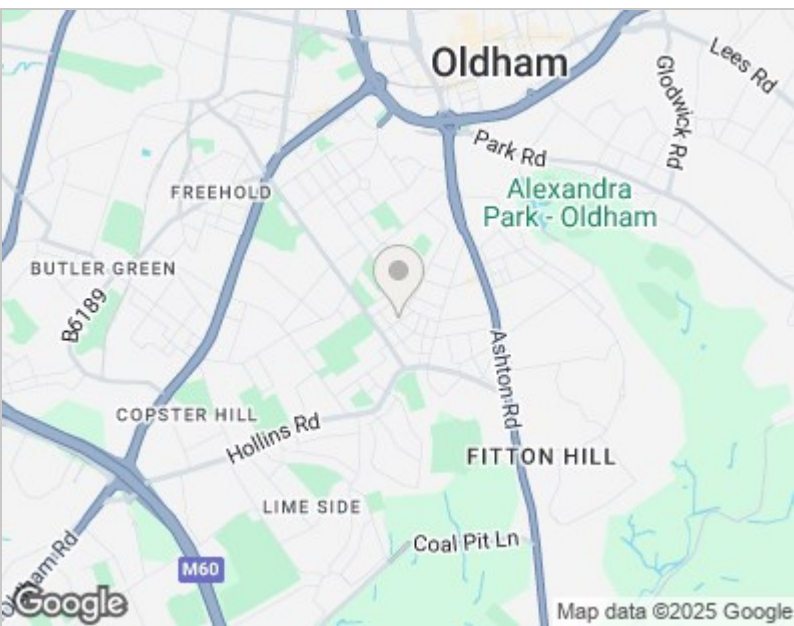 Oldham
Lees Rd
Glodwick Rd
Park Rd
FREEHOLD
Alexandra
Park - Oldham
BUTLER GREEN
B6189
Ashton Rd
COPSTER HILL
Hollins Rd
FITTON HILL
LIME SIDE
Coal Pit Ln
Oldham Rd
M60
Google
Map data ©2025 Google